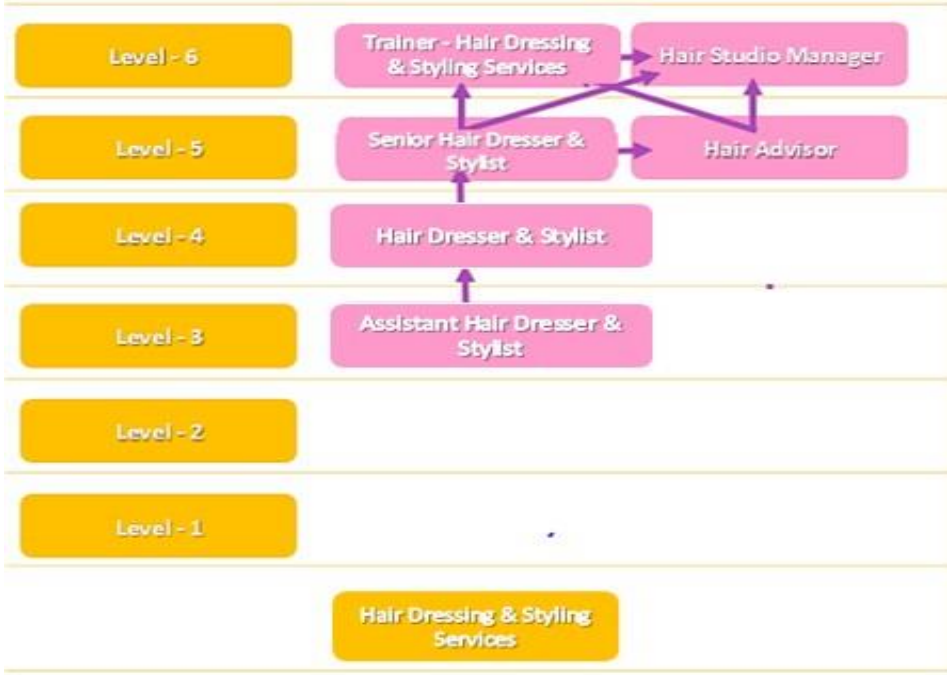 Level - 6
Trainer - Hair Dressing
& Styling Services
Hair Studio Manager
Level - 5
Senior Hair Dresser &
Stylist
Hair Advisor
Level - 4
Hair Dresser & Stylist
Level - 3
Assistant Hair Dresser &
Stylist
Level - 2
Level - 1
Hair Dressing & Styling
Services